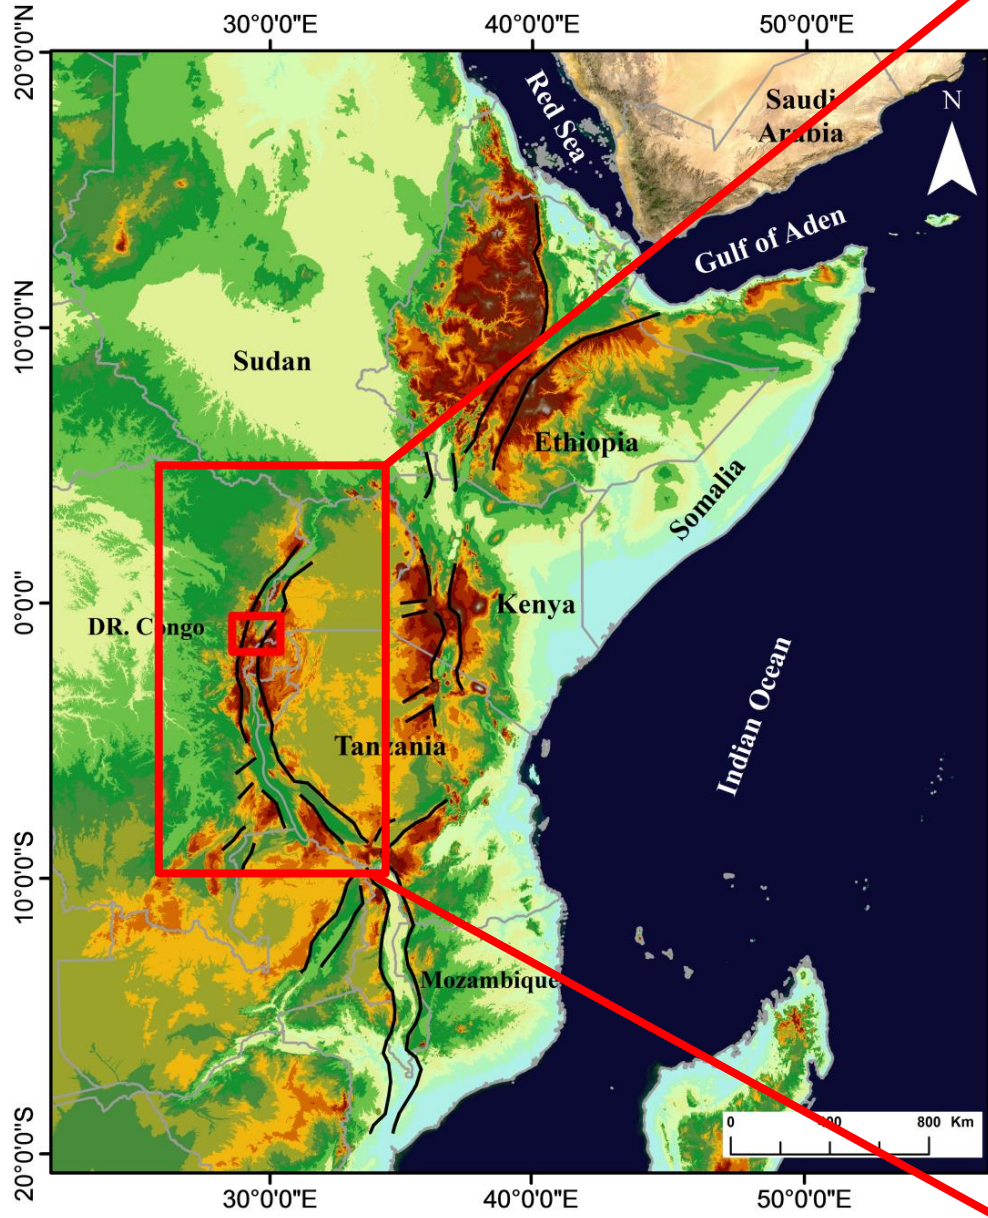 30°0'0"E
40°0'0"E
50°0'0"E
20°0'0"N
Red Sea
Saudi
Arabia
N
Gulf of Aden
10°0'0"N
Sudan
Ethiopia
Somalia
0°0'0"
DR. Congo
Kenya
Indian Ocean
Tanzania
10°0'0"S
Mozambique
0
800 Km
20°0'0"S
30°0'0"E
40°0'0"E
50°0'0"E